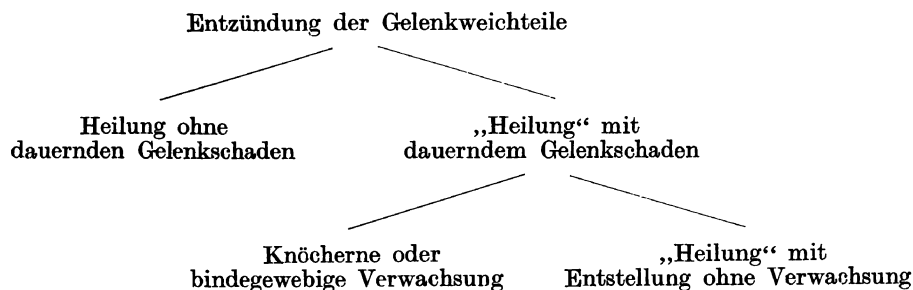 Entzündung der Gelenkweichteile
Heilung ohne
dauernden Gelenkschaden
„Heilung“ mit
dauerndem Gelenkschaden
Knöcherne oder
bindegewebige Verwachsung
„Heilung“ mit
Entstellung ohne Verwachsung